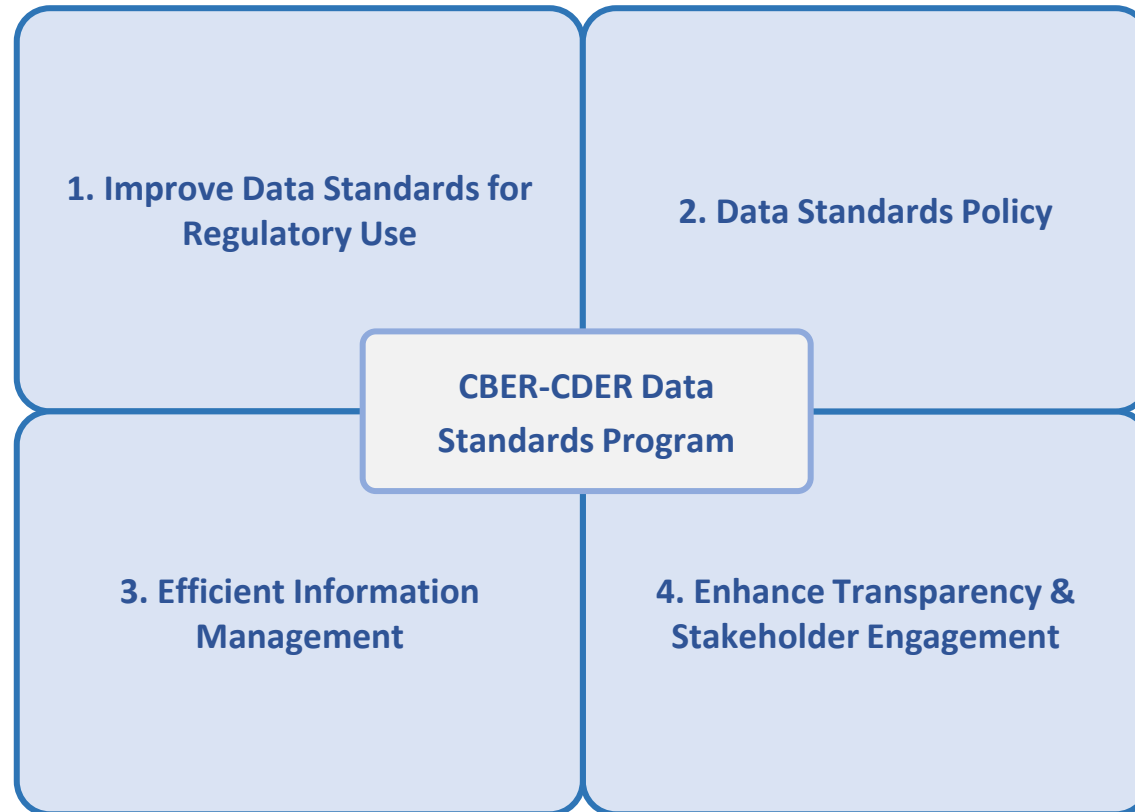 1. Improve Data Standards for
Regulatory Use
2. Data Standards Policy
CBER-CDER Data
Standards Program
3. Efficient Information
Management
4. Enhance Transparency &
Stakeholder Engagement